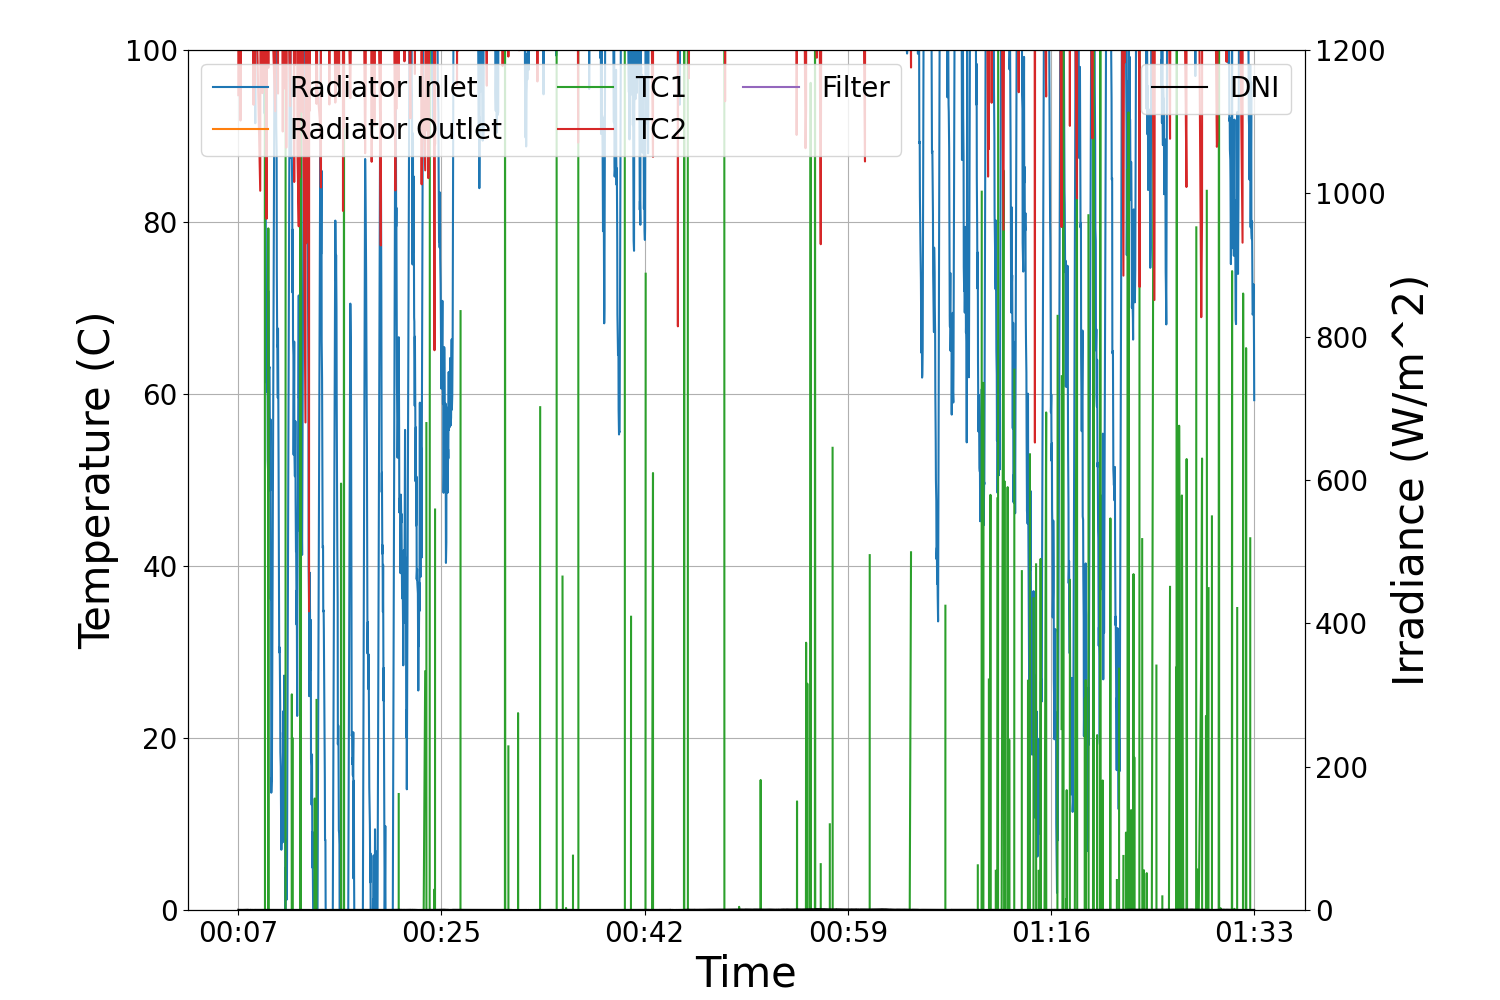 Radiator Inlet
Radiator Outlet
TC1
TC2
Filter
DNI
100
80
60
40
20
0
Temperature (C)
1200
1000
800
600
400
200
0
Irradiance (W/m^2)
00:07
00:25
00:42
00:59
01:16
01:33
Time